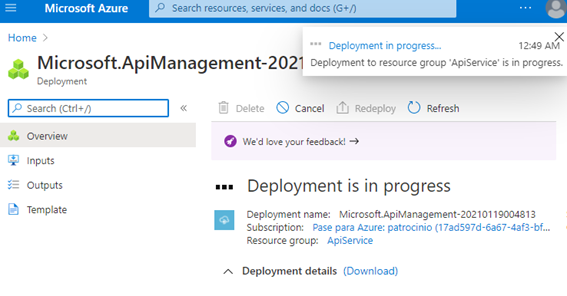 Microsoft Azure
Search resources, services, and docs (G+/)
Home
Deployment in progress...
12:49 AM
Deployment to resource group 'ApiService' is in progress.
Microsoft.ApiManagement-2021
Deployment
Search (Ctrl+/)
Delete
Cancel
Redeploy
Refresh
Overview
Inputs
Outputs
Template
We'd love your feedback!
Deployment is in progress
Deployment name: Microsoft.ApiManagement-20210119004813
Subscription: Pase para Azure: patrocinio (17ad597d-6a67-4af3-bf...
Resource group: ApiService
Deployment details (Download)